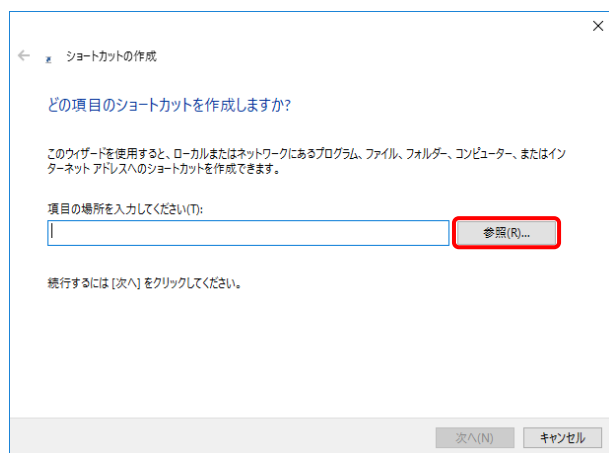 ショートカットの作成
どの項目のショートカットを作成しますか?
このウィザードを使用すると、ローカルまたはネットワークにあるプログラム、ファイル、フォルダー、コンピューター、またはイン
ターネット アドレスへのショートカットを作成できます。
項目の場所を入力してください(T):
参照(R)...
続行するには [次へ] をクリックしてください。
次へ(N)
キャンセル